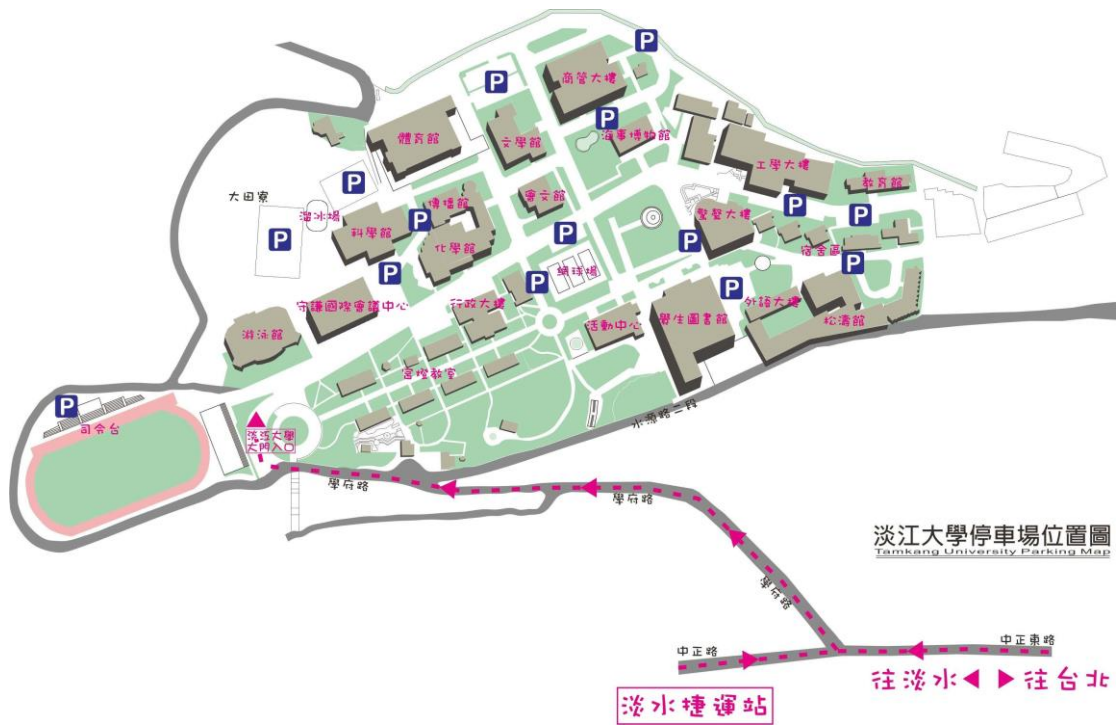 P
商管大樓
P
P
體育館
文學館
P
海事博物館
工學大樓
教育館
P
大田寮
溜冰場
傳播館
會文館
P
P
科學館
P
P
化學館
鷩聲大樓
宿舍區
P
P
P
網球場
P
P
P
守謙國際會議中心
行政大樓
外語大樓
游泳館
活動中心
學生圖書館
松濤館
宮燈教室
P
司令台
水源路二段
淡江大學
大門入口
學府路
學府路
淡江大學停車場位置圖
Tamkang University Parking Map
中正路
中正東路
往淡水
往台北
淡水捷運站